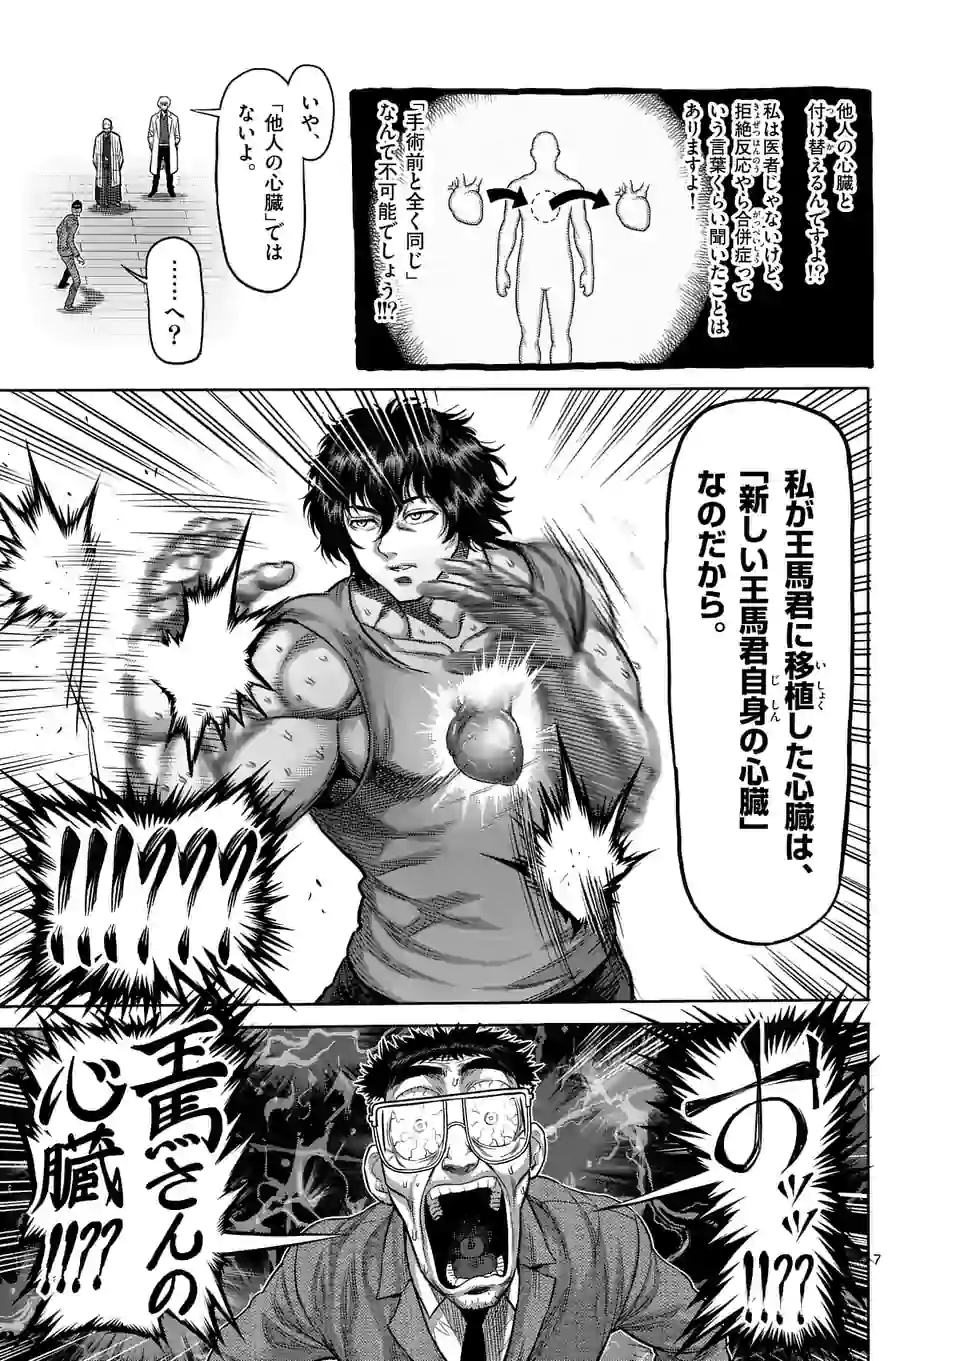 他人の心臓と
付け替えるんですよ!?
私は医者じゃないけど、
拒絶反応やら合併症って
いう言葉くらい聞いたことは
ありますよ!
「手術前と全く同じ」
なんて不可能でしょう!!?
いや、
「他人の心臓」では
ないよ。
……へ?
私が王馬君に移植した心臓は、
「新しい王馬君自身の心臓」
なのだから。
!!!???
おッッ!!??
王馬さんの
心臓!!??
7